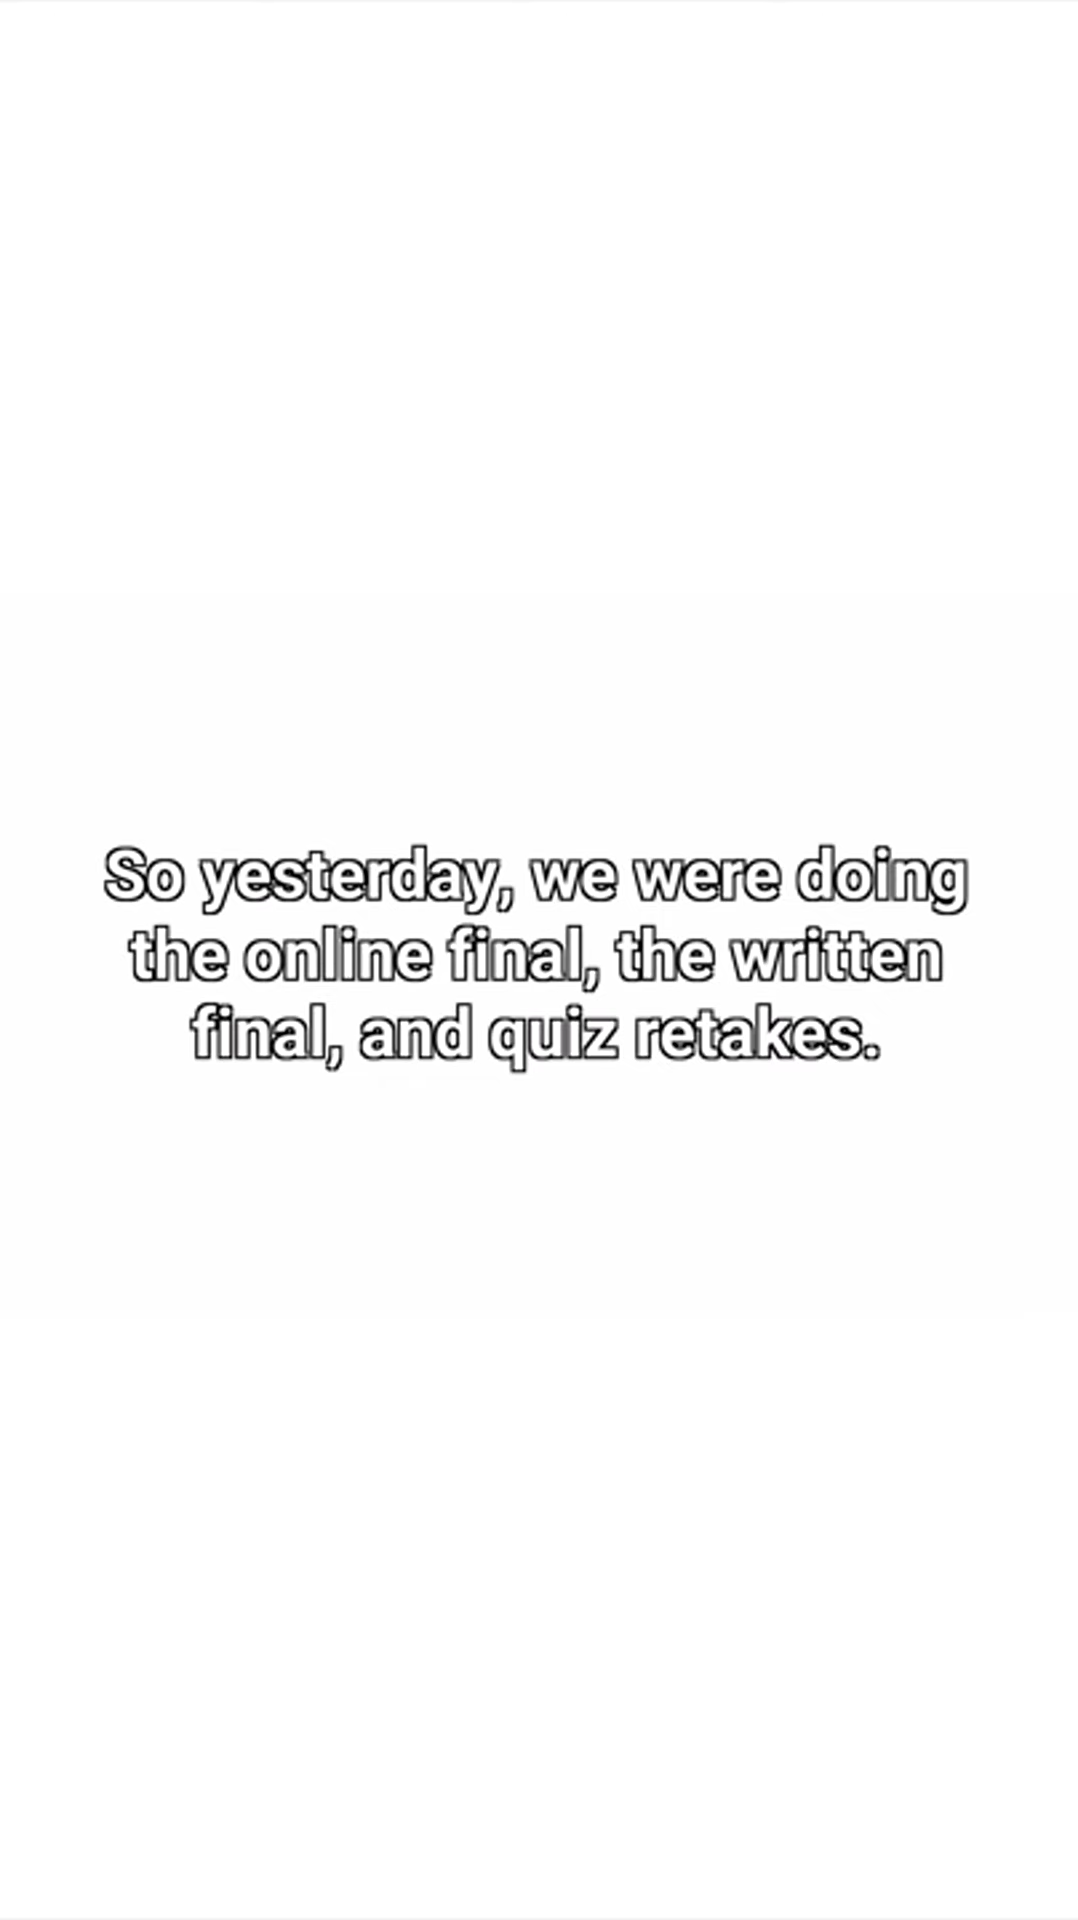 So yesterday, we were doing
the online final, the written
final, and quiz retakes.